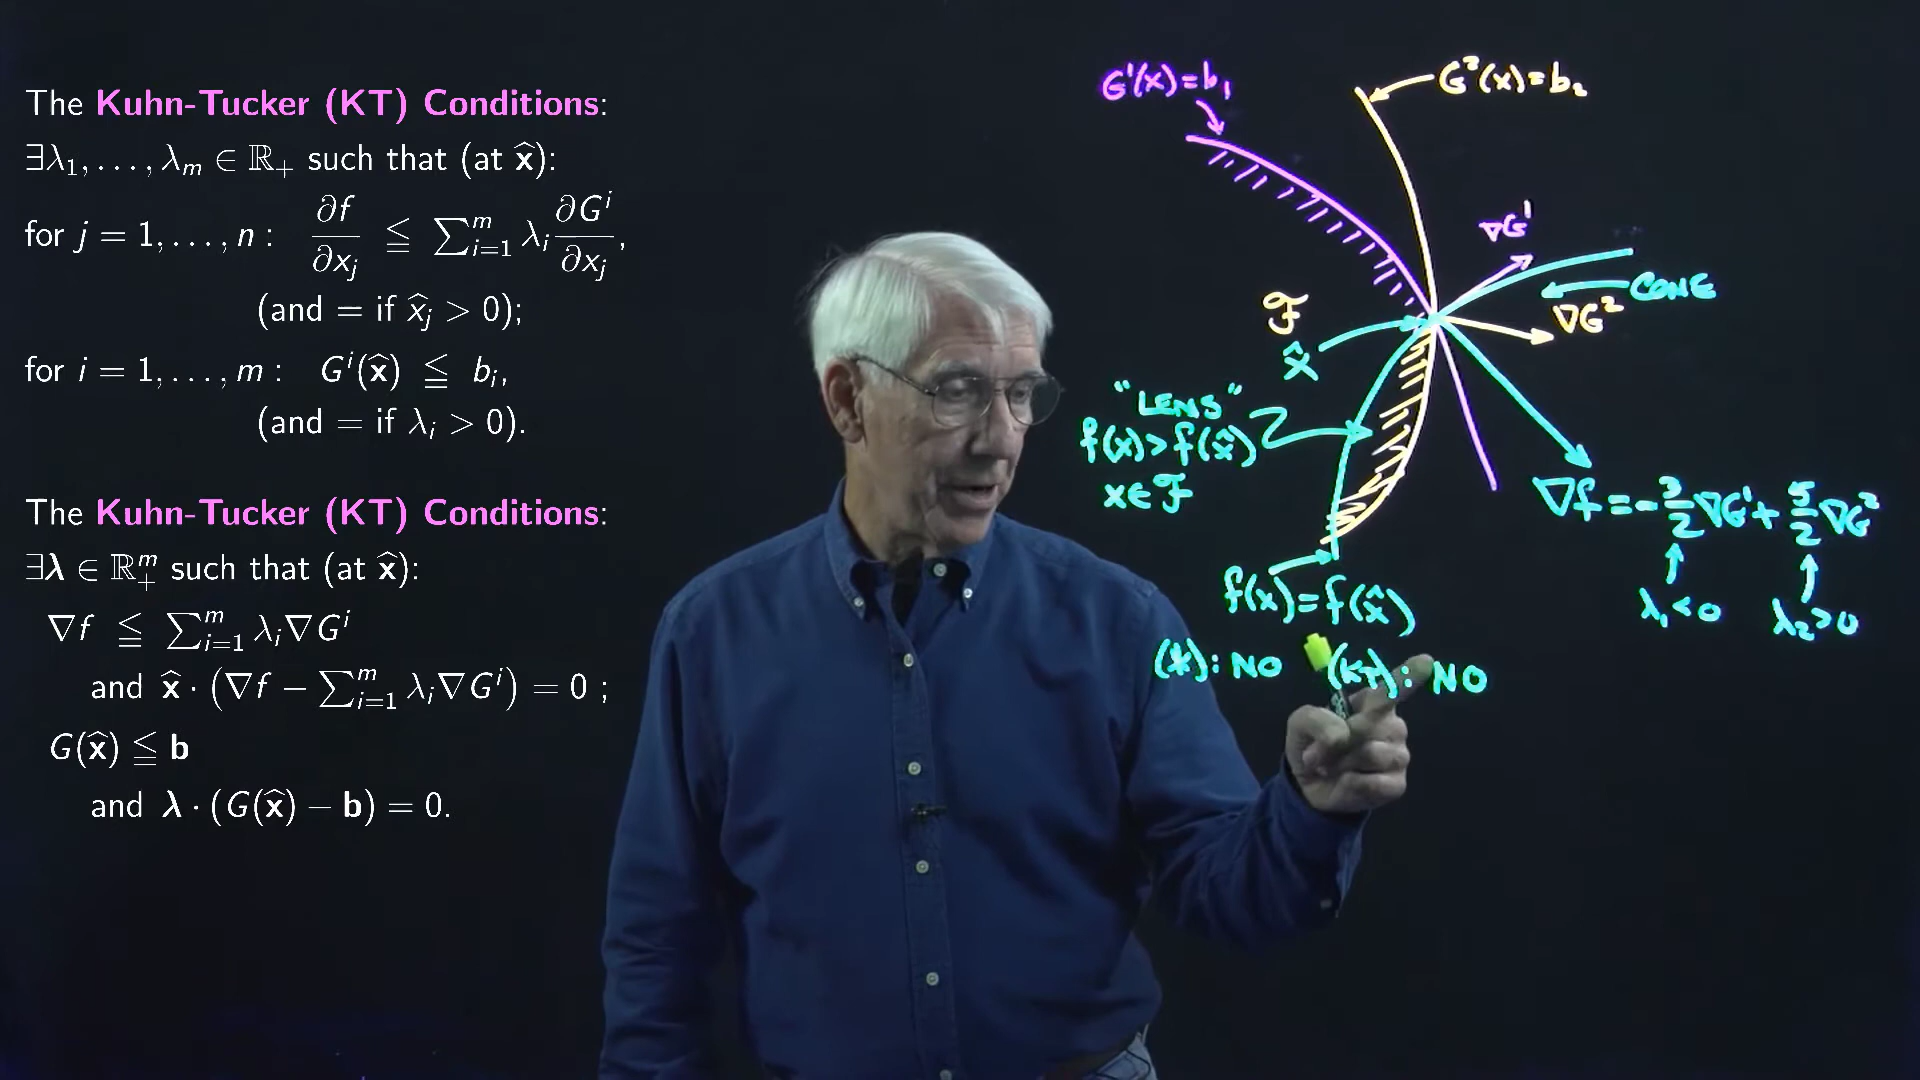 The Kuhn-Tucker (KT) Conditions:
∃λ₁, . . . , λₘ ∈ ℝ₊ such that (at x̂):
for j = 1, . . . , n : ∂f/∂xⱼ ≦ ∑ᵢ₌₁ᵐ λᵢ ∂Gⁱ/∂xⱼ,
(and = if x̂ⱼ > 0);
for i = 1, . . . , m : Gⁱ(x̂) ≦ bᵢ,
(and = if λᵢ > 0).
The Kuhn-Tucker (KT) Conditions:
∃λ ∈ ℝ₊ᵐ such that (at x̂):
∇f ≦ ∑ᵢ₌₁ᵐ λᵢ∇Gⁱ
and x̂ · (∇f − ∑ᵢ₌₁ᵐ λᵢ∇Gⁱ) = 0 ;
G(x̂) ≦ b
and λ · (G(x̂) − b) = 0.
G¹(x)=b₁
G²(x)=b₂
∇G¹
CONE
∇G²
ℱ
x̂
"LENS"
f(x)>f(x̂)
x∈ℱ
∇f=-3/2∇G¹+5/2∇G²
λ₁<0
λ₂>0
f(x)=f(x̂)
(*): NO
(KT): NO